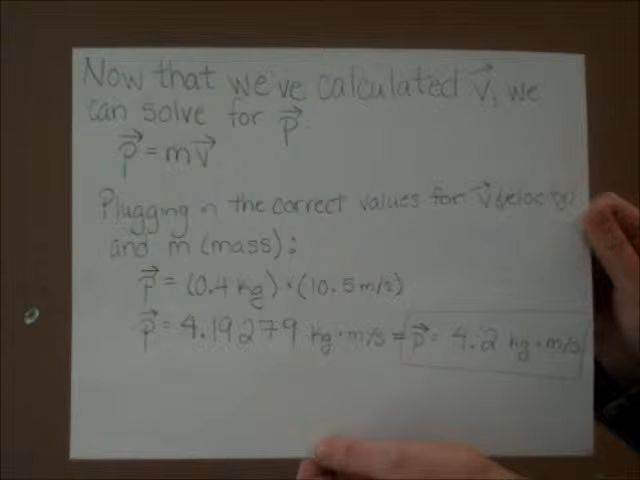 Now that we've calculated v⃗, we
can solve for p⃗.
p⃗ = mv⃗
Plugging in the correct values for v⃗ (velocity)
and m (mass):
p⃗ = (0.4 kg) · (10.5 m/s)
p⃗ = 4.19279 kg·m/s = p⃗ = 4.2 kg·m/s